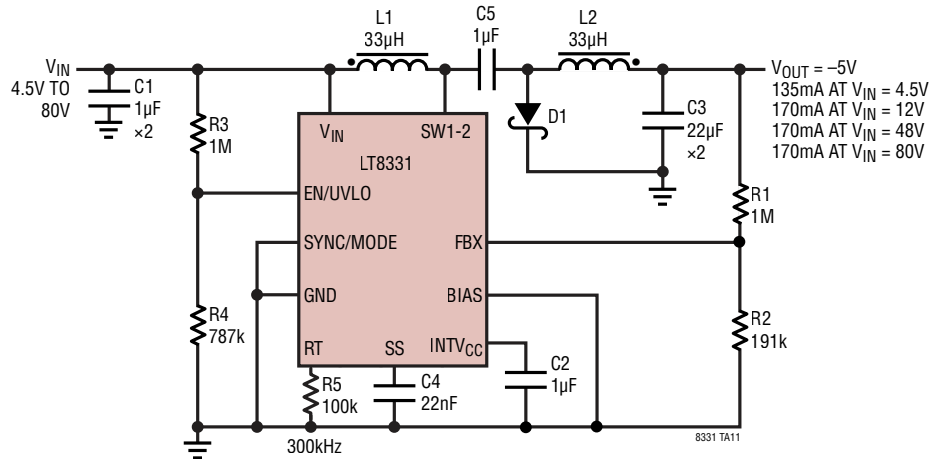 L1
33µH
C5
1µF
L2
33µH
VIN
4.5V TO
80V
C1
1µF
×2
R3
1M
VIN
SW1-2
LT8331
D1
C3
22µF
×2
VOUT = –5V
135mA AT VIN = 4.5V
170mA AT VIN = 12V
170mA AT VIN = 48V
170mA AT VIN = 80V
EN/UVLO
R1
1M
SYNC/MODE
FBX
GND
BIAS
R4
787k
R2
191k
RT
SS
INTVCC
R5
100k
C4
22nF
C2
1µF
300kHz
8331 TA11